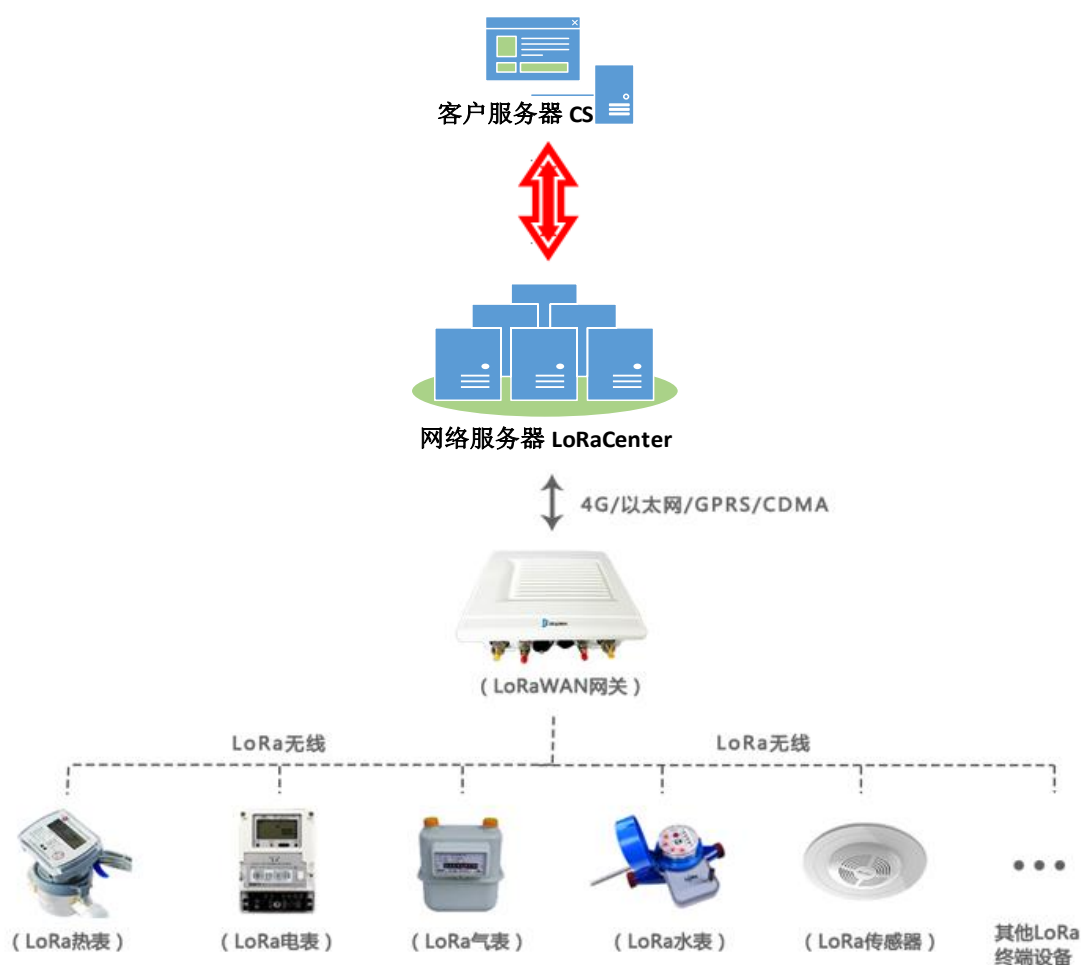 客户服务器 CS
网络服务器 LoRaCenter
4G/以太网/GPRS/CDMA
（LoRaWAN网关）
LoRa无线
LoRa无线
（LoRa热表）
（LoRa电表）
（LoRa气表）
（LoRa水表）
（LoRa传感器）
其他LoRa
终端设备